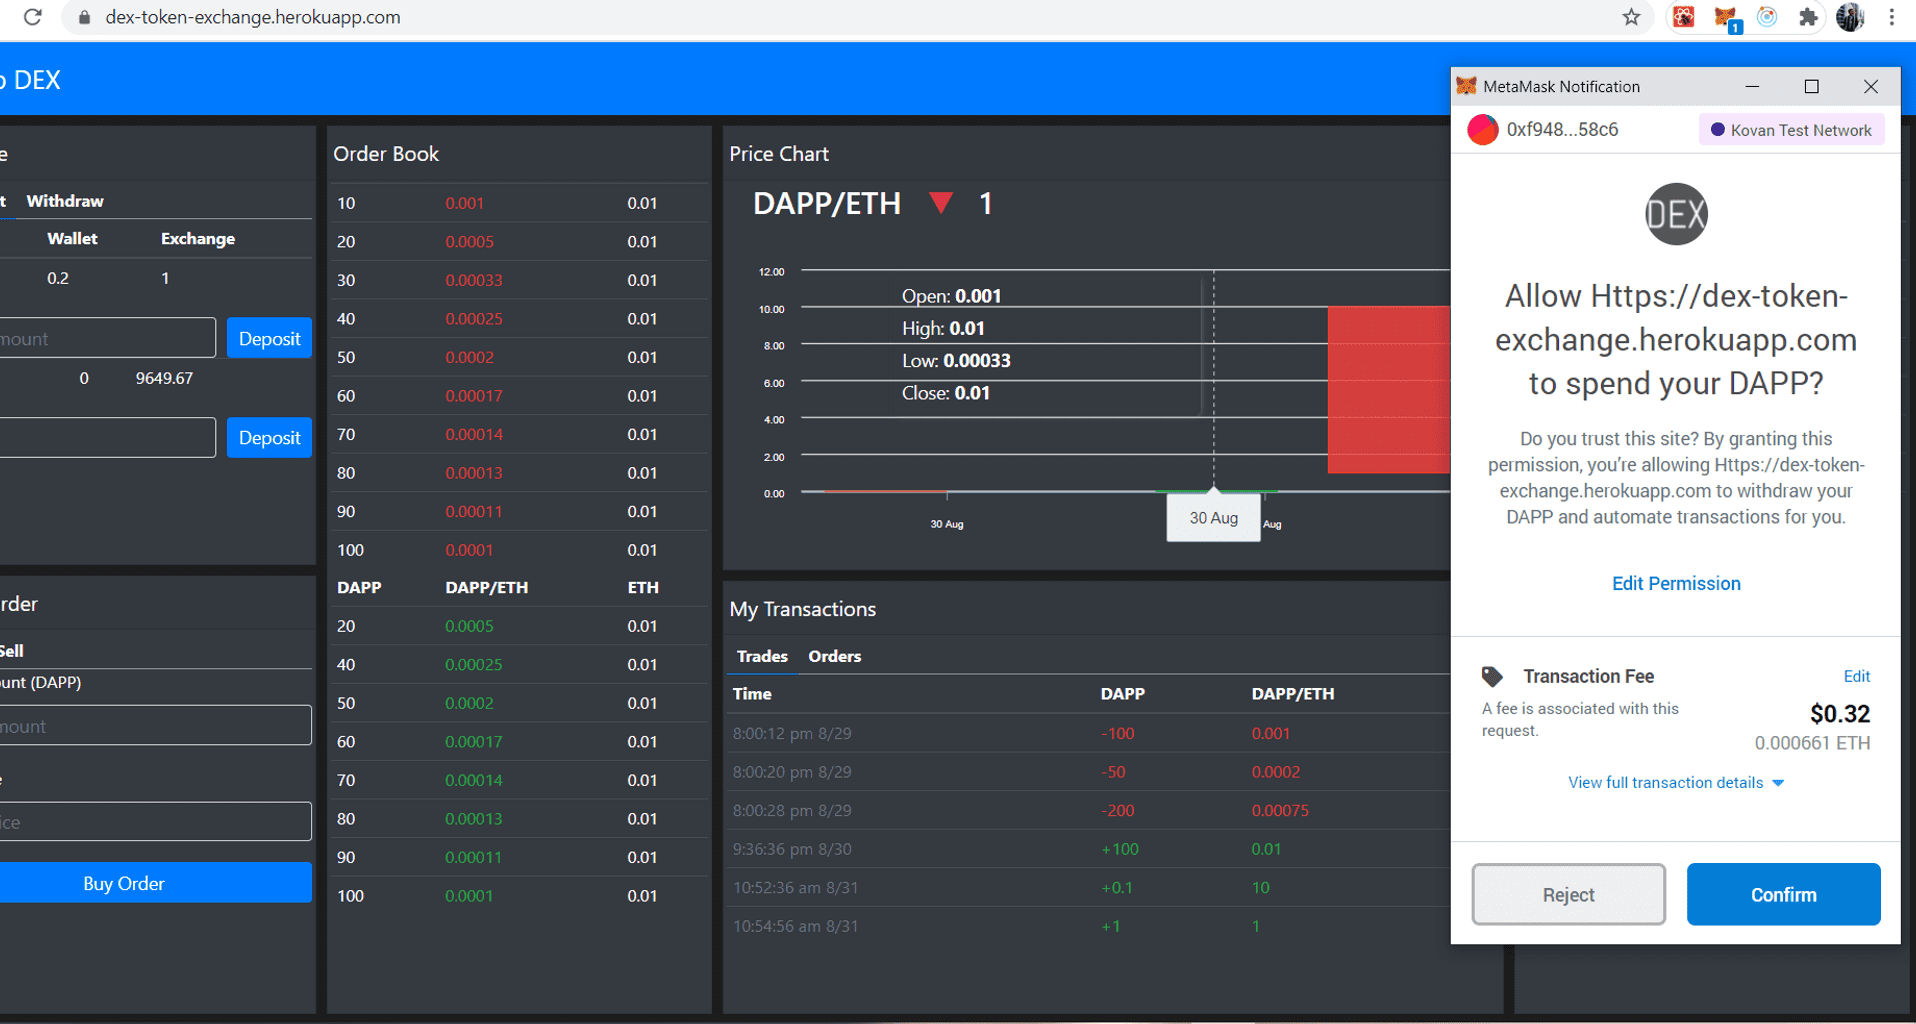 dex-token-exchange.herokuapp.com
1
DEX
Withdraw
Wallet Exchange
0.2 1
mount Deposit
0 9649.67
Deposit
rder
Sell
unt (DAPP)
mount
ice
Buy Order
Order Book
10 0.001 0.01
20 0.0005 0.01
30 0.00033 0.01
40 0.00025 0.01
50 0.0002 0.01
60 0.00017 0.01
70 0.00014 0.01
80 0.00013 0.01
90 0.00011 0.01
100 0.0001 0.01
DAPP DAPP/ETH ETH
20 0.0005 0.01
40 0.00025 0.01
50 0.0002 0.01
60 0.00017 0.01
70 0.00014 0.01
80 0.00013 0.01
90 0.00011 0.01
100 0.0001 0.01
Price Chart
DAPP/ETH ▼ 1
12.00
10.00
8.00
6.00
4.00
2.00
0.00
Open: 0.001
High: 0.01
Low: 0.00033
Close: 0.01
30 Aug 30 Aug Aug
My Transactions
Trades Orders
Time DAPP DAPP/ETH
8:00:12 pm 8/29 -100 0.001
8:00:20 pm 8/29 -50 0.0002
8:00:28 pm 8/29 -200 0.00075
9:36:36 pm 8/30 +100 0.01
10:52:36 am 8/31 +0.1 10
10:54:56 am 8/31 +1 1
MetaMask Notification
0xf948...58c6 Kovan Test Network
DEX
Allow Https://dex-token-
exchange.herokuapp.com
to spend your DAPP?
Do you trust this site? By granting this
permission, you're allowing Https://dex-token-
exchange.herokuapp.com to withdraw your
DAPP and automate transactions for you.
Edit Permission
Transaction Fee Edit
A fee is associated with this
request.
$0.32
0.000661 ETH
View full transaction details
Reject Confirm